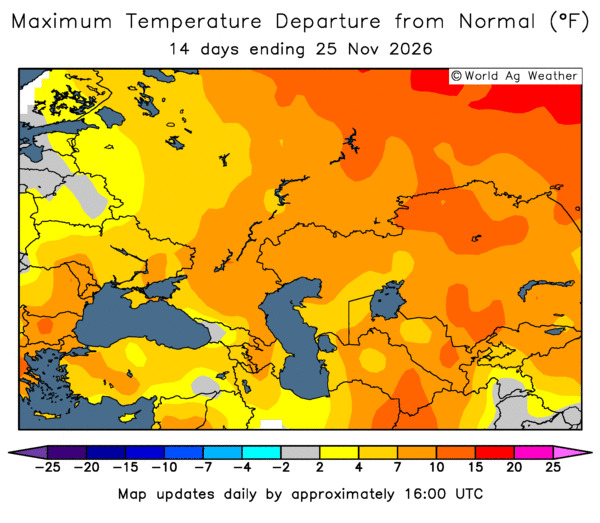 Maximum Temperature Departure from Normal (°F)
14 days ending 25 Nov 2026
©World Ag Weather
-25 -20 -15 -10 -7 -4 -2 2 4 7 10 15 20 25
Map updates daily by approximately 16:00 UTC